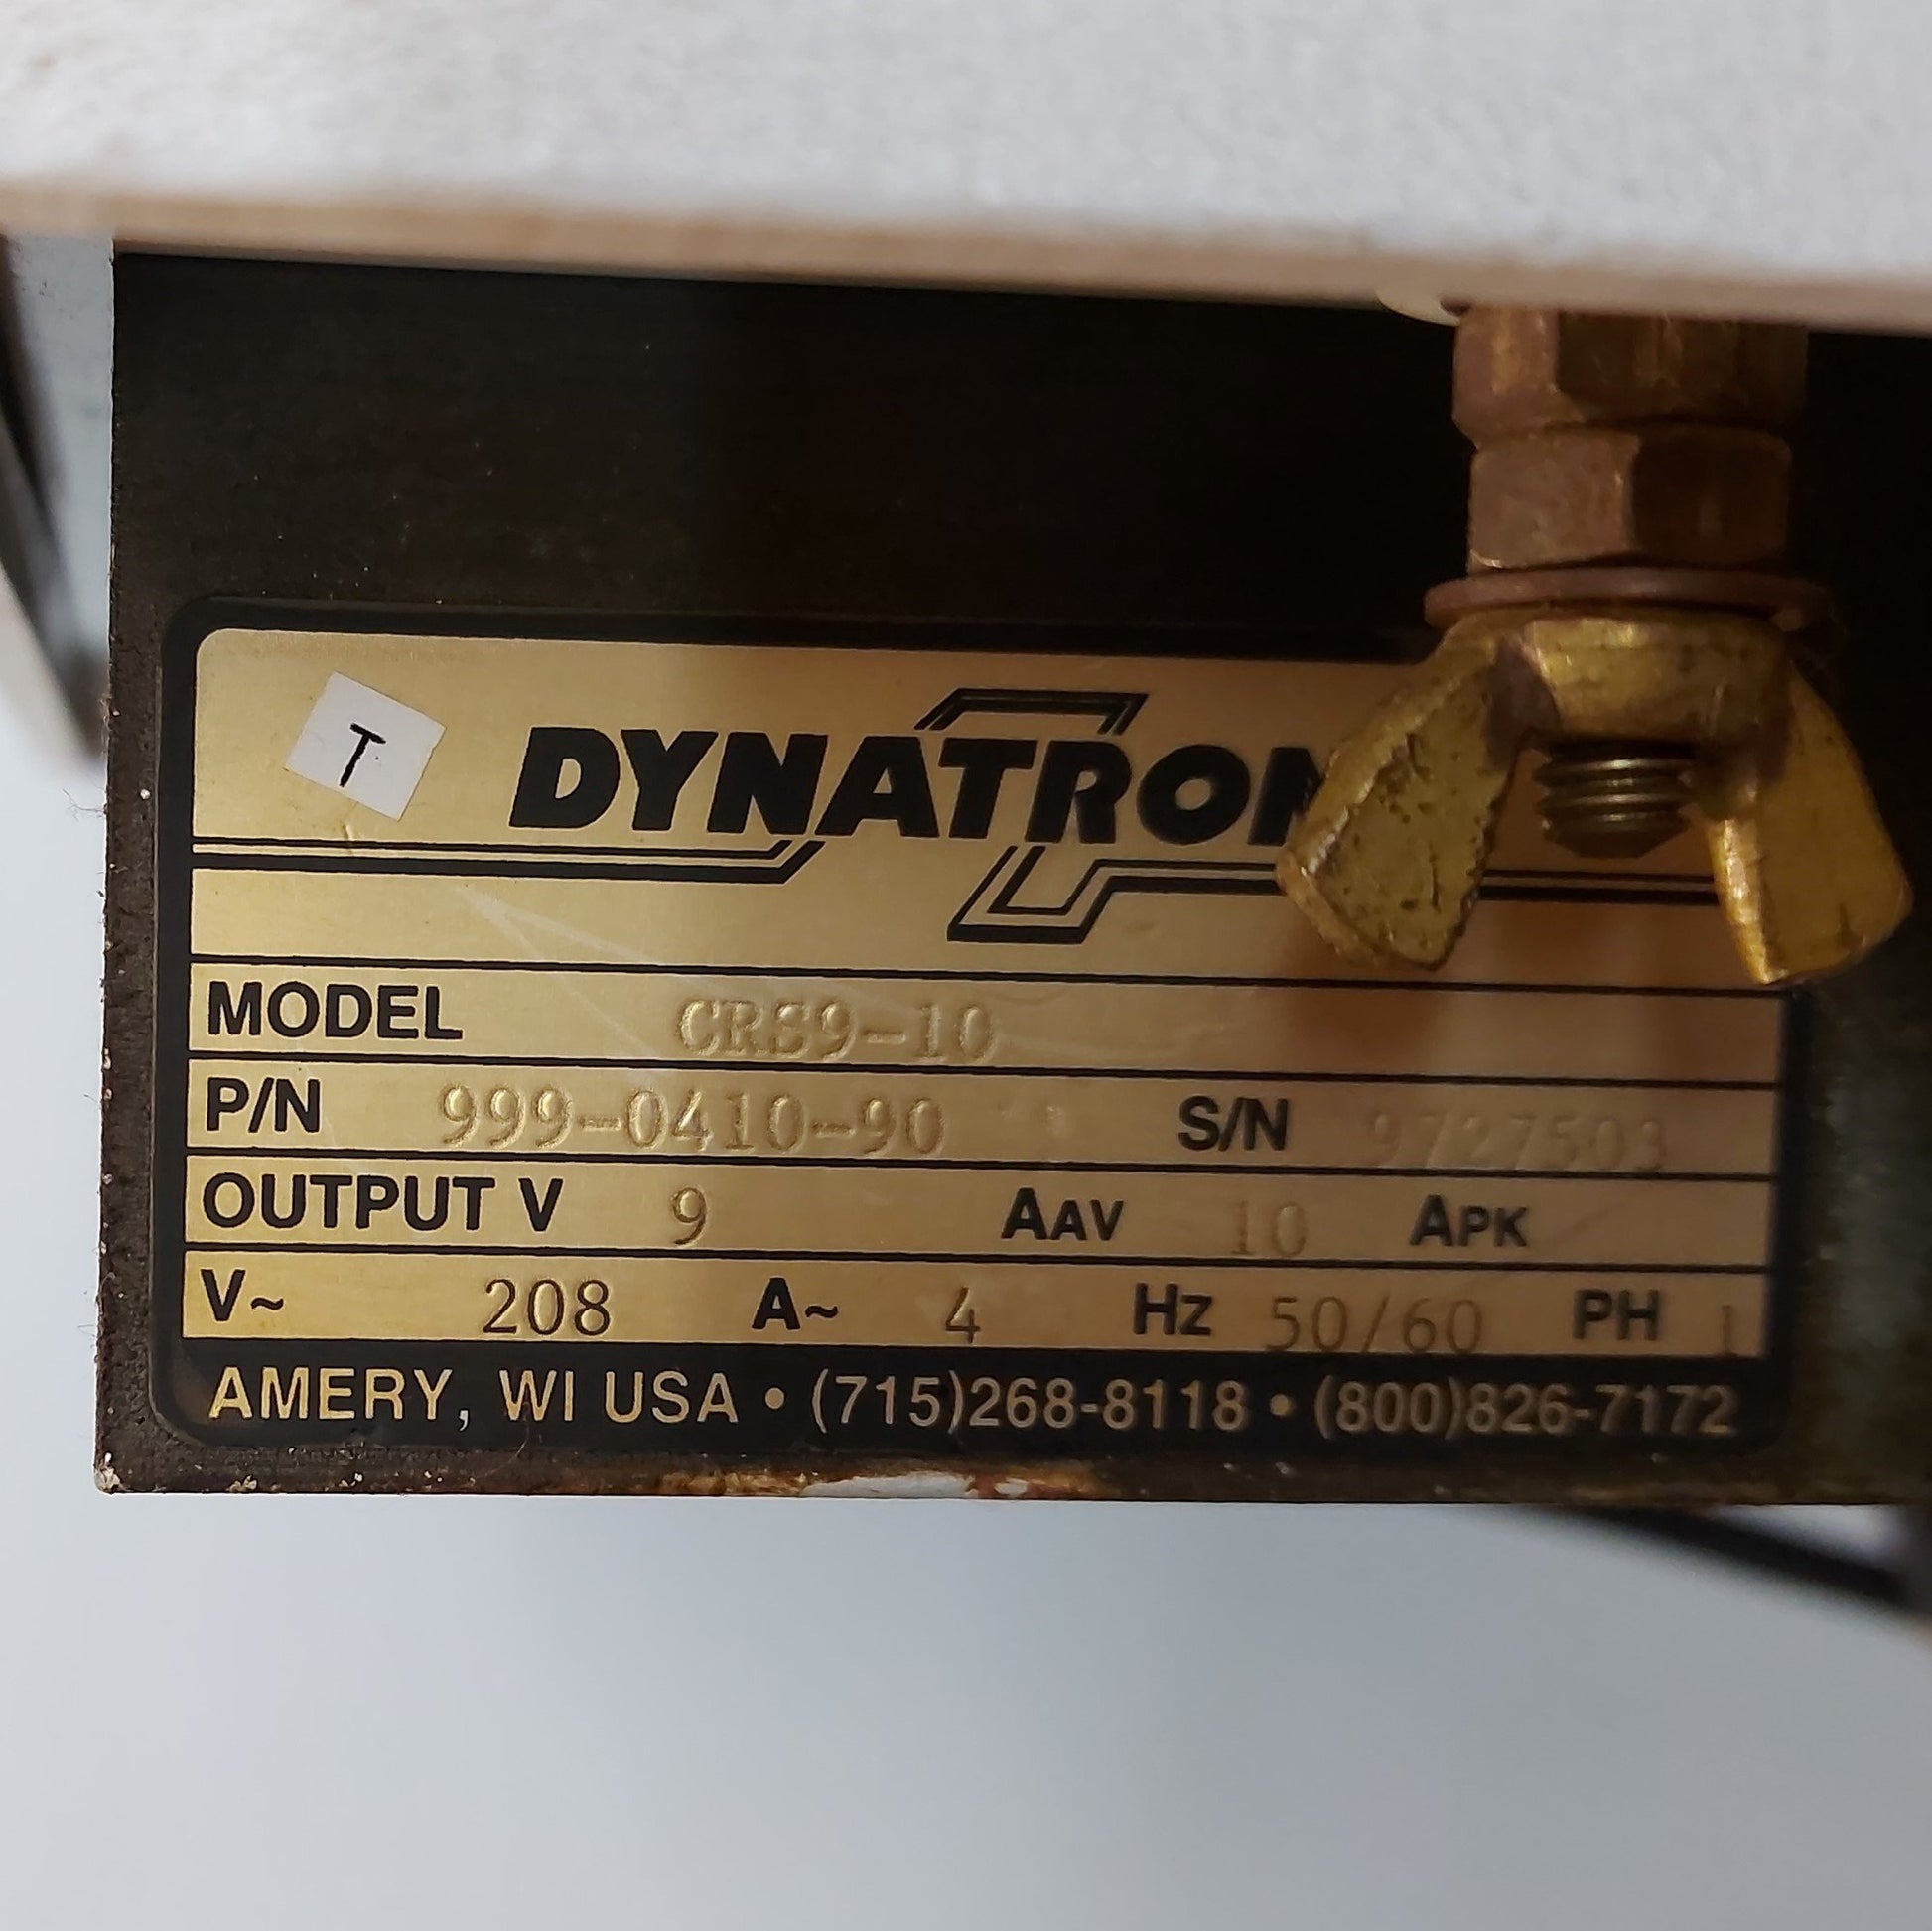 T
DYNATRON
MODEL CRS9-10
P/N 999-0410-90 S/N 9727503
OUTPUT V 9 AAV 10 APK
V~ 208 A~ 4 Hz 50/60 PH 1
AMERY, WI USA • (715)268-8118 • (800)826-7172